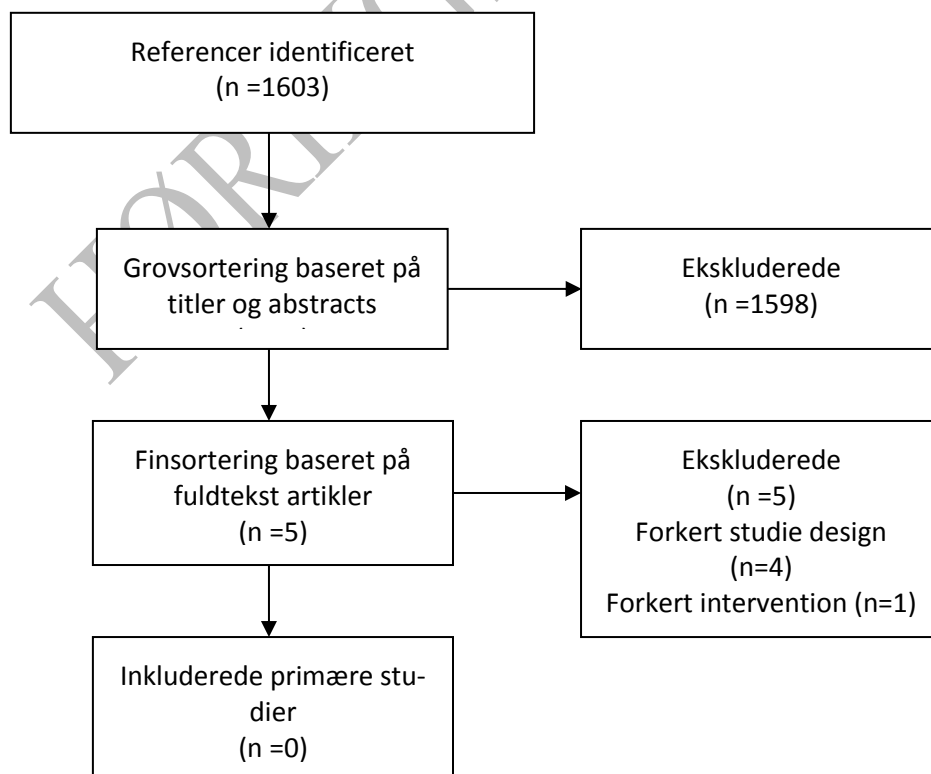 Referencer identificeret
(n =1603)
Grovsortering baseret på
titler og abstracts
Ekskluderede
(n =1598)
Finsortering baseret på
fuldtekst artikler
(n =5)
Ekskluderede
(n =5)
Forkert studie design
(n=4)
Forkert intervention (n=1)
Inkluderede primære stu-
dier
(n =0)